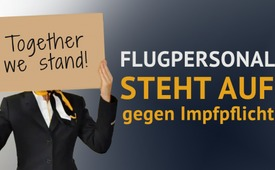 Together
we stand!
FLUGPERSONAL
STEHT AUF
gegen Impfpflicht